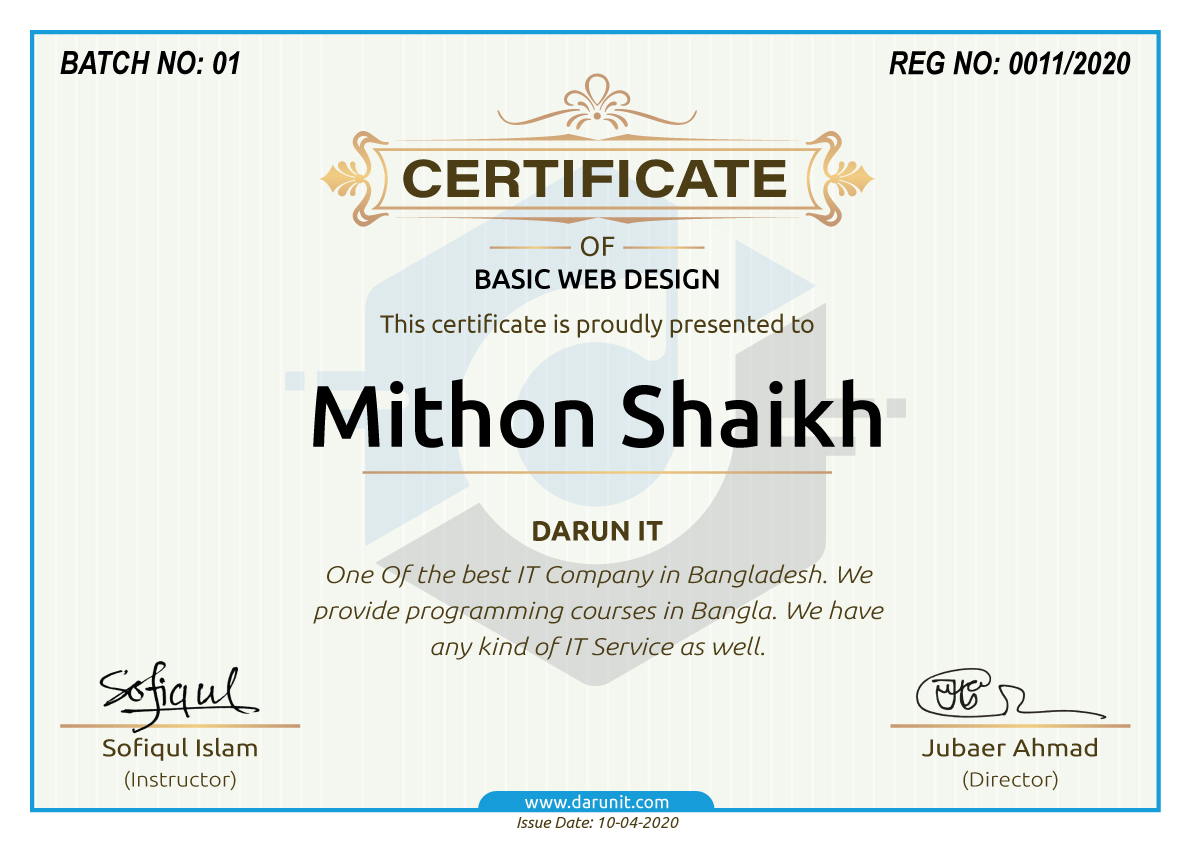 BATCH NO: 01
REG NO: 0011/2020
CERTIFICATE
OF
BASIC WEB DESIGN
This certificate is proudly presented to
Mithon Shaikh
DARUN IT
One Of the best IT Company in Bangladesh. We
provide programming courses in Bangla. We have
any kind of IT Service as well.
Sofiqul
Sofiqul Islam
(Instructor)
Jubaer Ahmad
(Director)
www.darunit.com
Issue Date: 10-04-2020